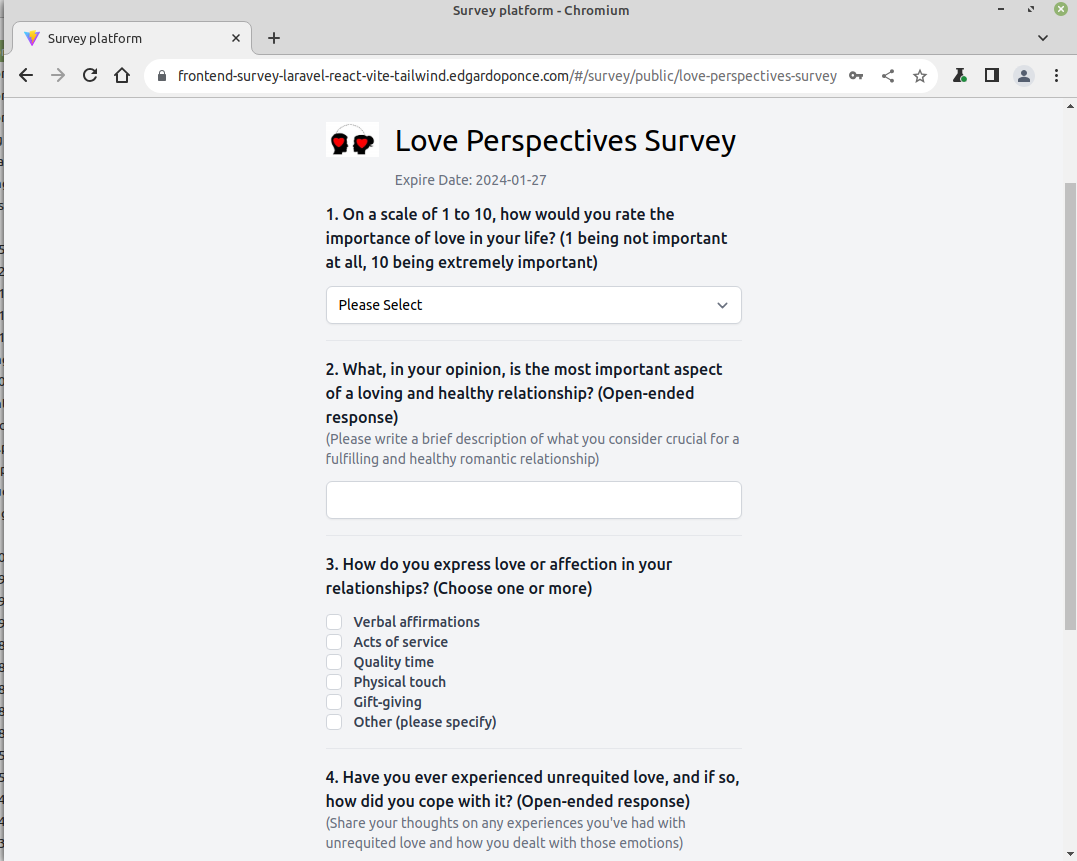 Survey platform - Chromium
Survey platform
frontend-survey-laravel-react-vite-tailwind.edgardoponce.com/#/survey/public/love-perspectives-survey
Love Perspectives Survey
Expire Date: 2024-01-27
1. On a scale of 1 to 10, how would you rate the
importance of love in your life? (1 being not important
at all, 10 being extremely important)
Please Select
2. What, in your opinion, is the most important aspect
of a loving and healthy relationship? (Open-ended
response)
(Please write a brief description of what you consider crucial for a
fulfilling and healthy romantic relationship)
3. How do you express love or affection in your
relationships? (Choose one or more)
Verbal affirmations
Acts of service
Quality time
Physical touch
Gift-giving
Other (please specify)
4. Have you ever experienced unrequited love, and if so,
how did you cope with it? (Open-ended response)
(Share your thoughts on any experiences you've had with
unrequited love and how you dealt with those emotions)